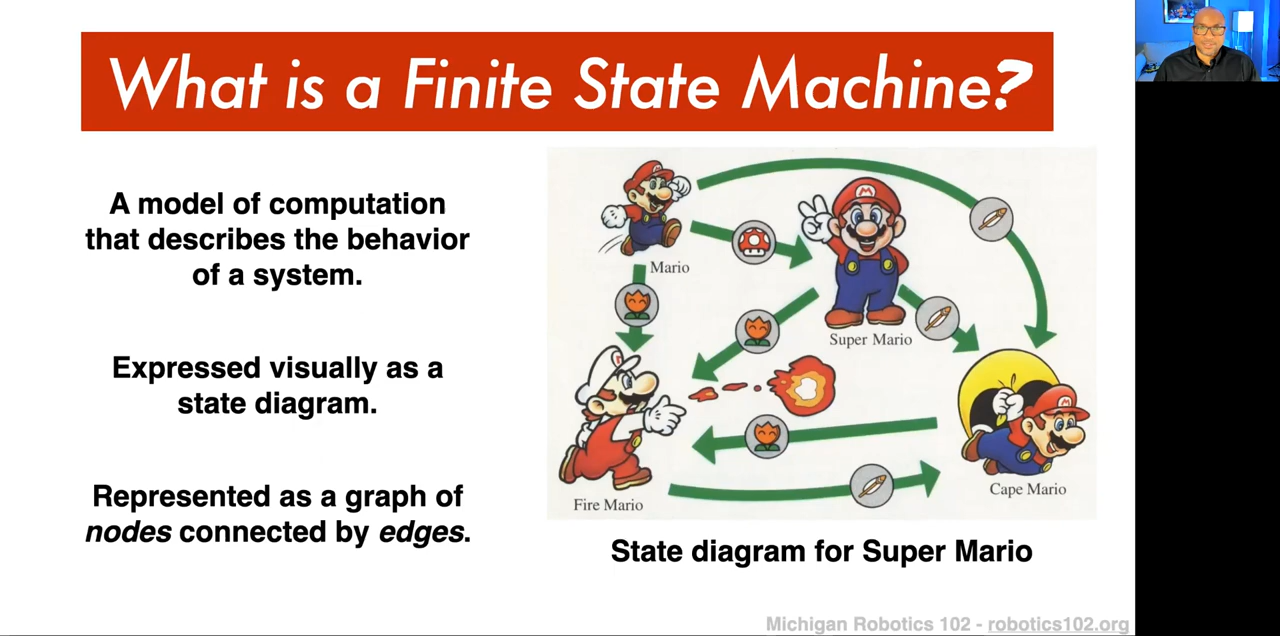 What is a Finite State Machine?
A model of computation
that describes the behavior
of a system.
Expressed visually as a
state diagram.
Represented as a graph of
nodes connected by edges.
Mario
Super Mario
Fire Mario
Cape Mario
State diagram for Super Mario
Michigan Robotics 102 - robotics102.org